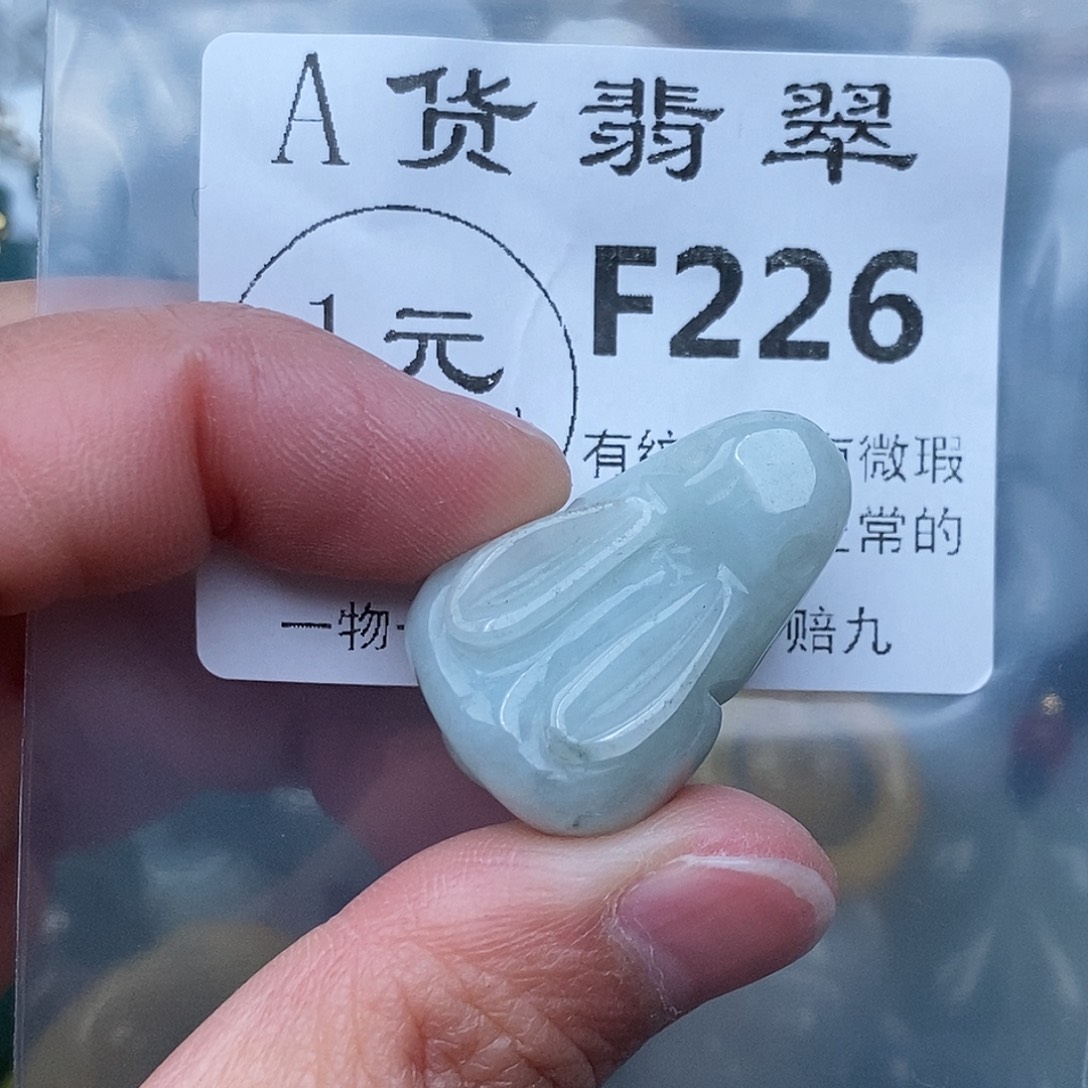 A货翡翠
1元
F226
有 微瑕
常的
一物 赔九